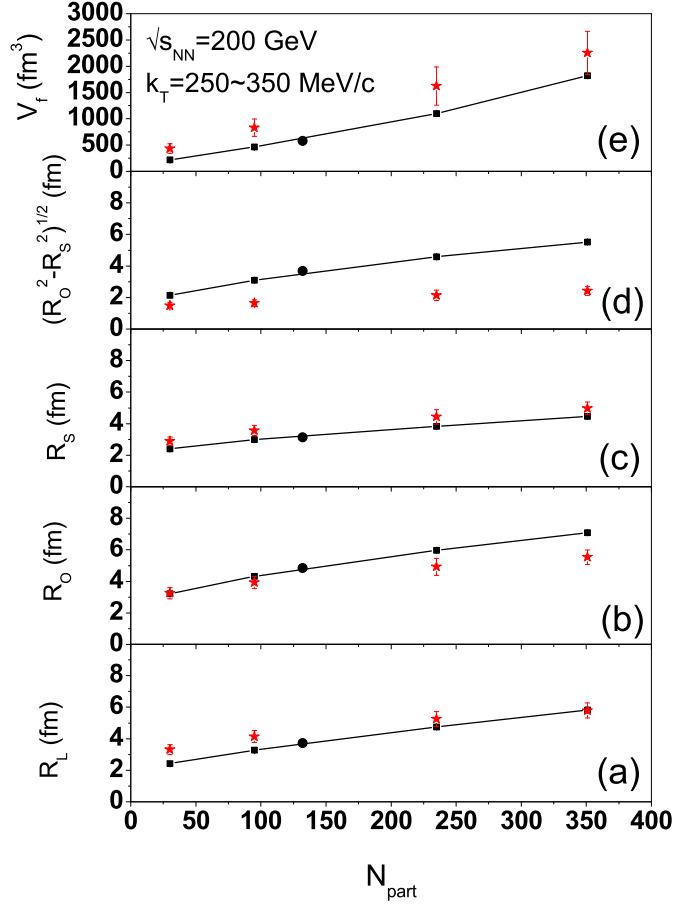 3000
2500
2000
1500
1000
500
0
V_f (fm^3)
√s_NN=200 GeV
k_T=250~350 MeV/c
(e)
8
6
4
2
0
(R_O^2-R_S^2)^1/2 (fm)
(d)
8
6
4
2
0
R_S (fm)
(c)
8
6
4
2
0
R_O (fm)
(b)
8
6
4
2
0
R_L (fm)
(a)
0 50 100 150 200 250 300 350 400
N_part